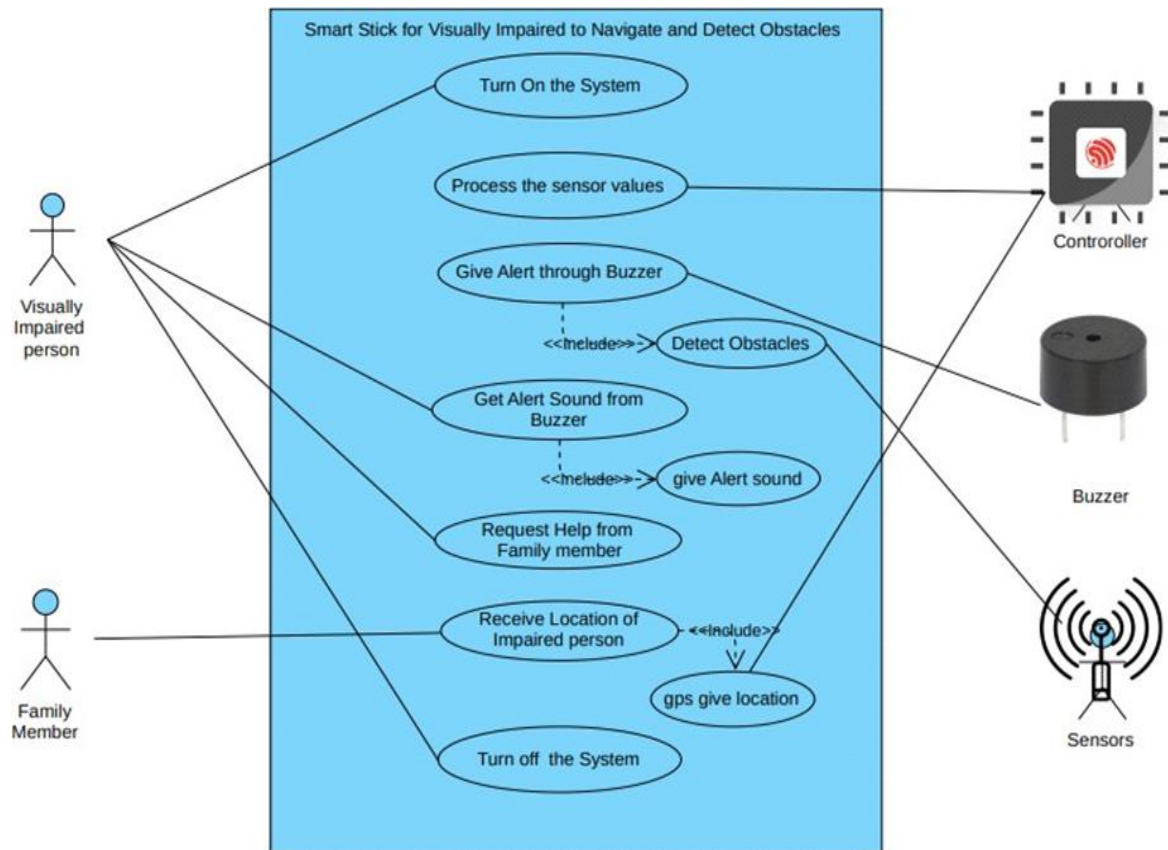 Smart Stick for Visually Impaired to Navigate and Detect Obstacles
Turn On the System
Process the sensor values
Controroller
Give Alert through Buzzer
Visually
Impaired
person
<<Include>>
Detect Obstacles
Get Alert Sound from
Buzzer
<<Include>>
give Alert sound
Buzzer
Request Help from
Family member
Receive Location of
Impaired person
<<Include>>
gps give location
Family
Member
Sensors
Turn off the System